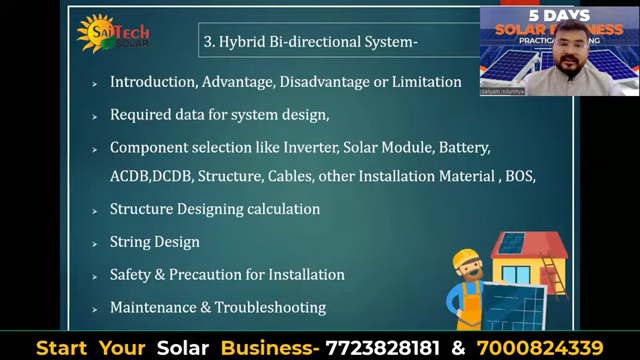 SaiTech
SOLAR
3. Hybrid Bi-directional System-
5 DAYS
SOLAR BUSINESS
Introduction, Advantage, Disadvantage or Limitation
Required data for system design,
Component selection like Inverter, Solar Module, Battery,
ACDB,DCDB, Structure, Cables, other Installation Material , BOS,
Structure Designing calculation
String Design
Safety & Precaution for Installation
Maintenance & Troubleshooting
Start Your Solar Business- 7723828181 & 7000824339